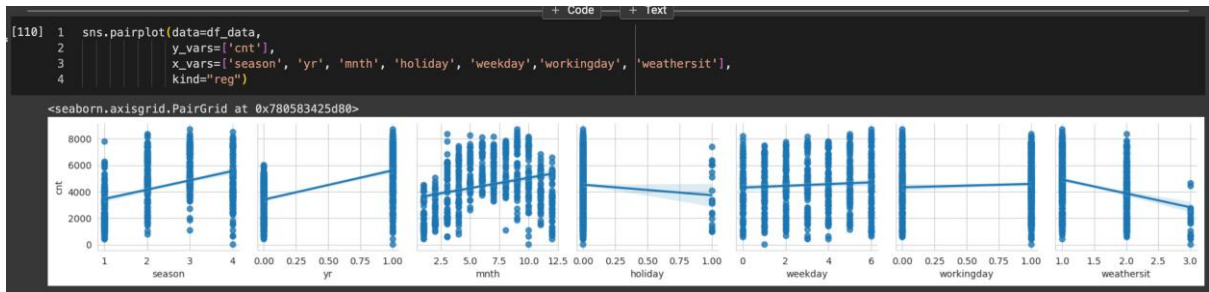 + Code + Text
[110] 1 sns.pairplot(data=df_data,
2 y_vars=['cnt'],
3 x_vars=['season', 'yr', 'mnth', 'holiday', 'weekday','workingday', 'weathersit'],
4 kind="reg")
<seaborn.axisgrid.PairGrid at 0x780583425d80>
8000
6000
4000
2000
0
cnt
1 2 3 4 0.00 0.25 0.50 0.75 1.00 2.5 5.0 7.5 10.0 12.5 0.00 0.25 0.50 0.75 1.00 0 2 4 6 0.00 0.25 0.50 0.75 1.00 1.0 1.5 2.0 2.5 3.0
season yr mnth holiday weekday workingday weathersit